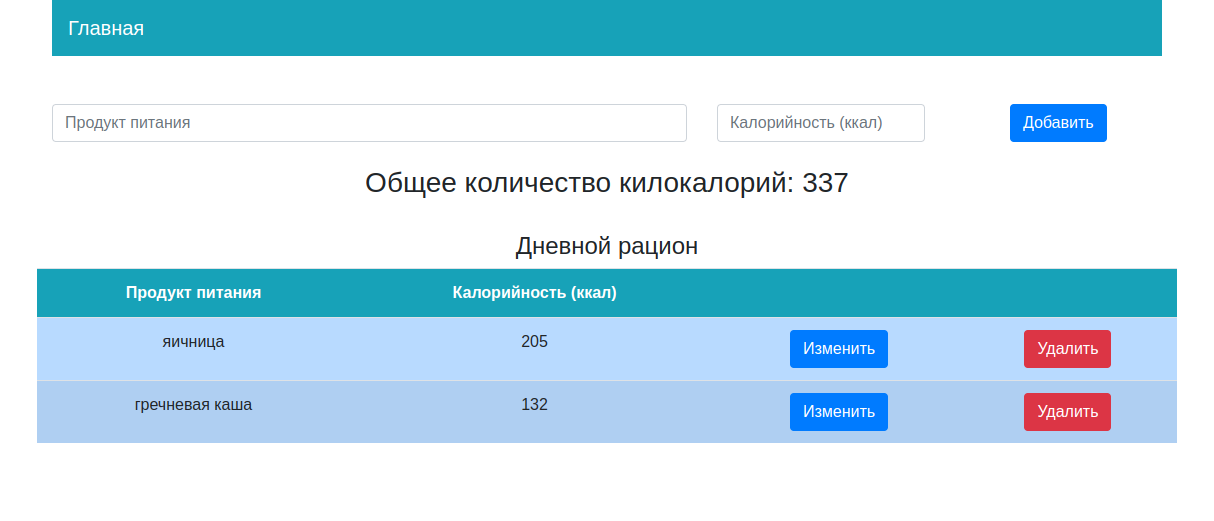 Главная
Продукт питания Калорийность (ккал) Добавить
Общее количество килокалорий: 337
Дневной рацион
Продукт питания Калорийность (ккал)
яичница 205 Изменить Удалить
гречневая каша 132 Изменить Удалить